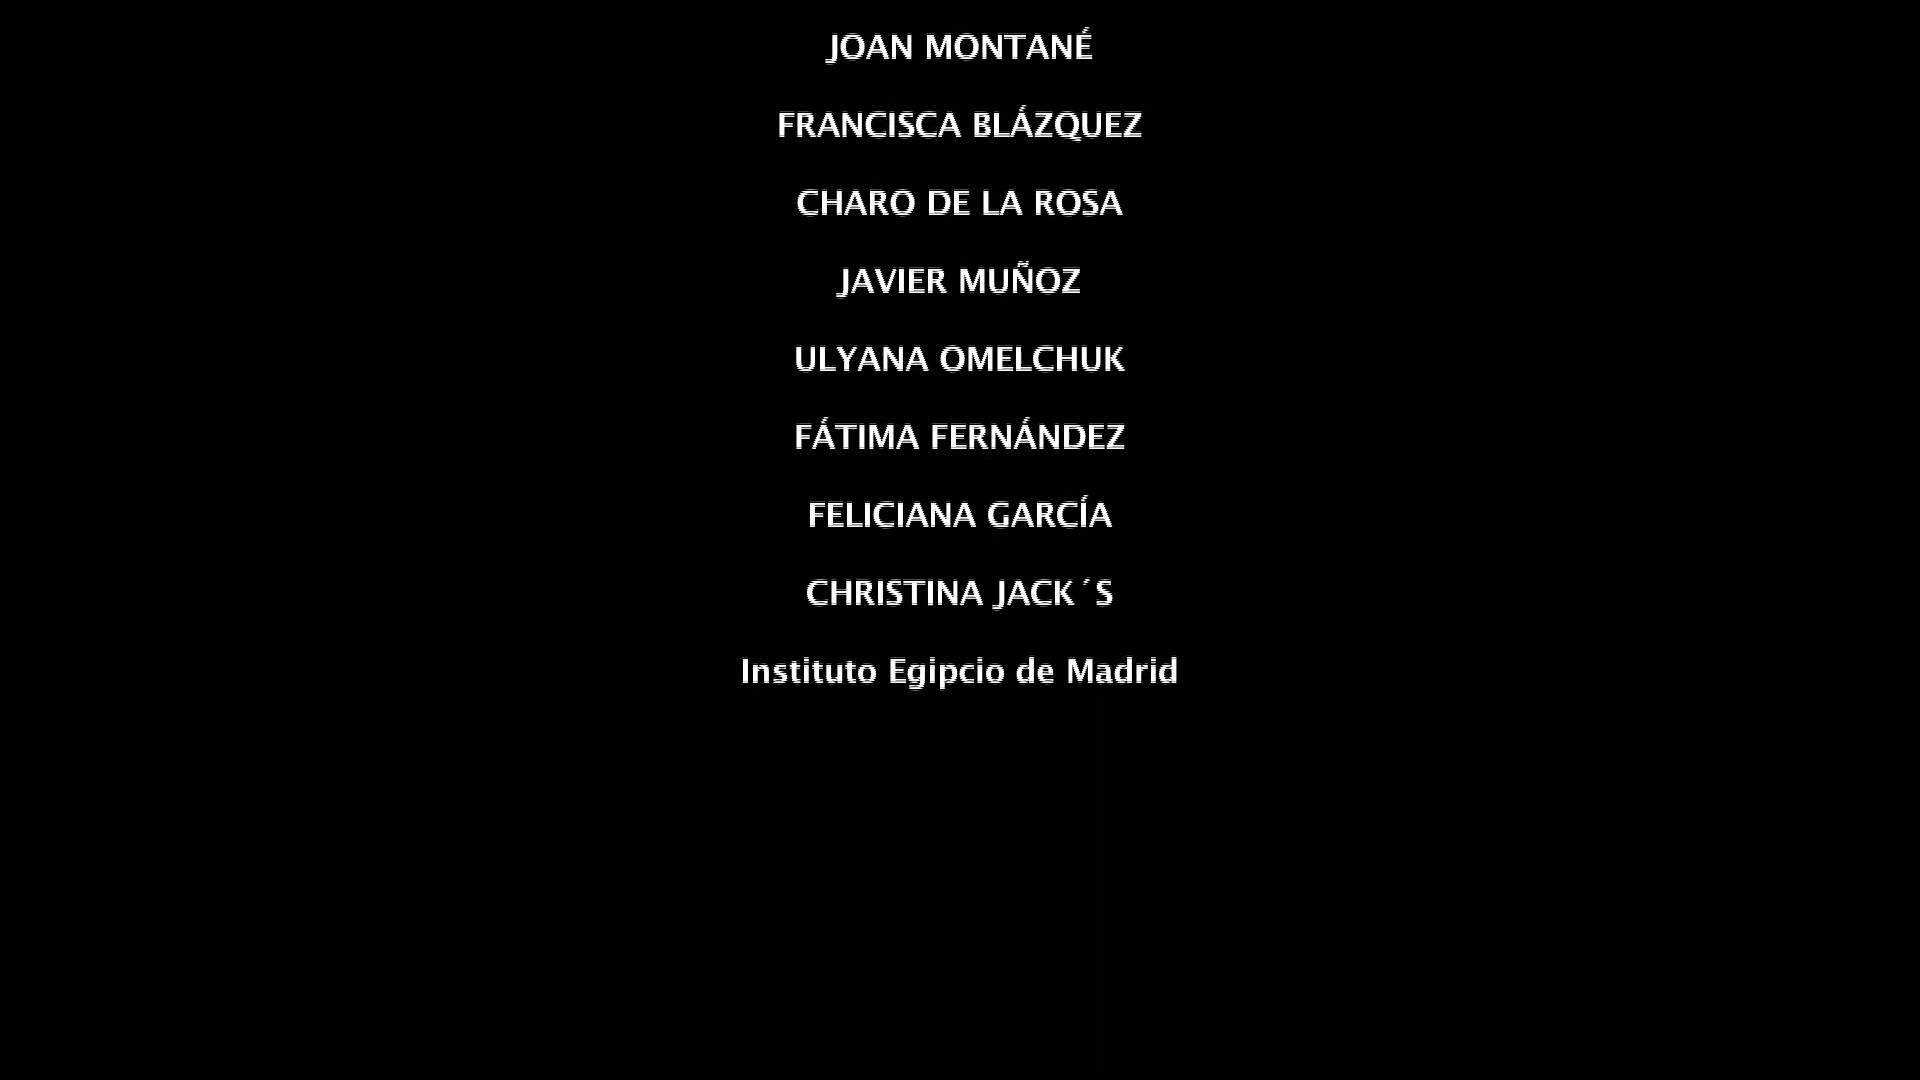 JOAN MONTANÉ
FRANCISCA BLÁZQUEZ
CHARO DE LA ROSA
JAVIER MUÑOZ
ULYANA OMELCHUK
FÁTIMA FERNÁNDEZ
FELICIANA GARCÍA
CHRISTINA JACK´S
Instituto Egipcio de Madrid